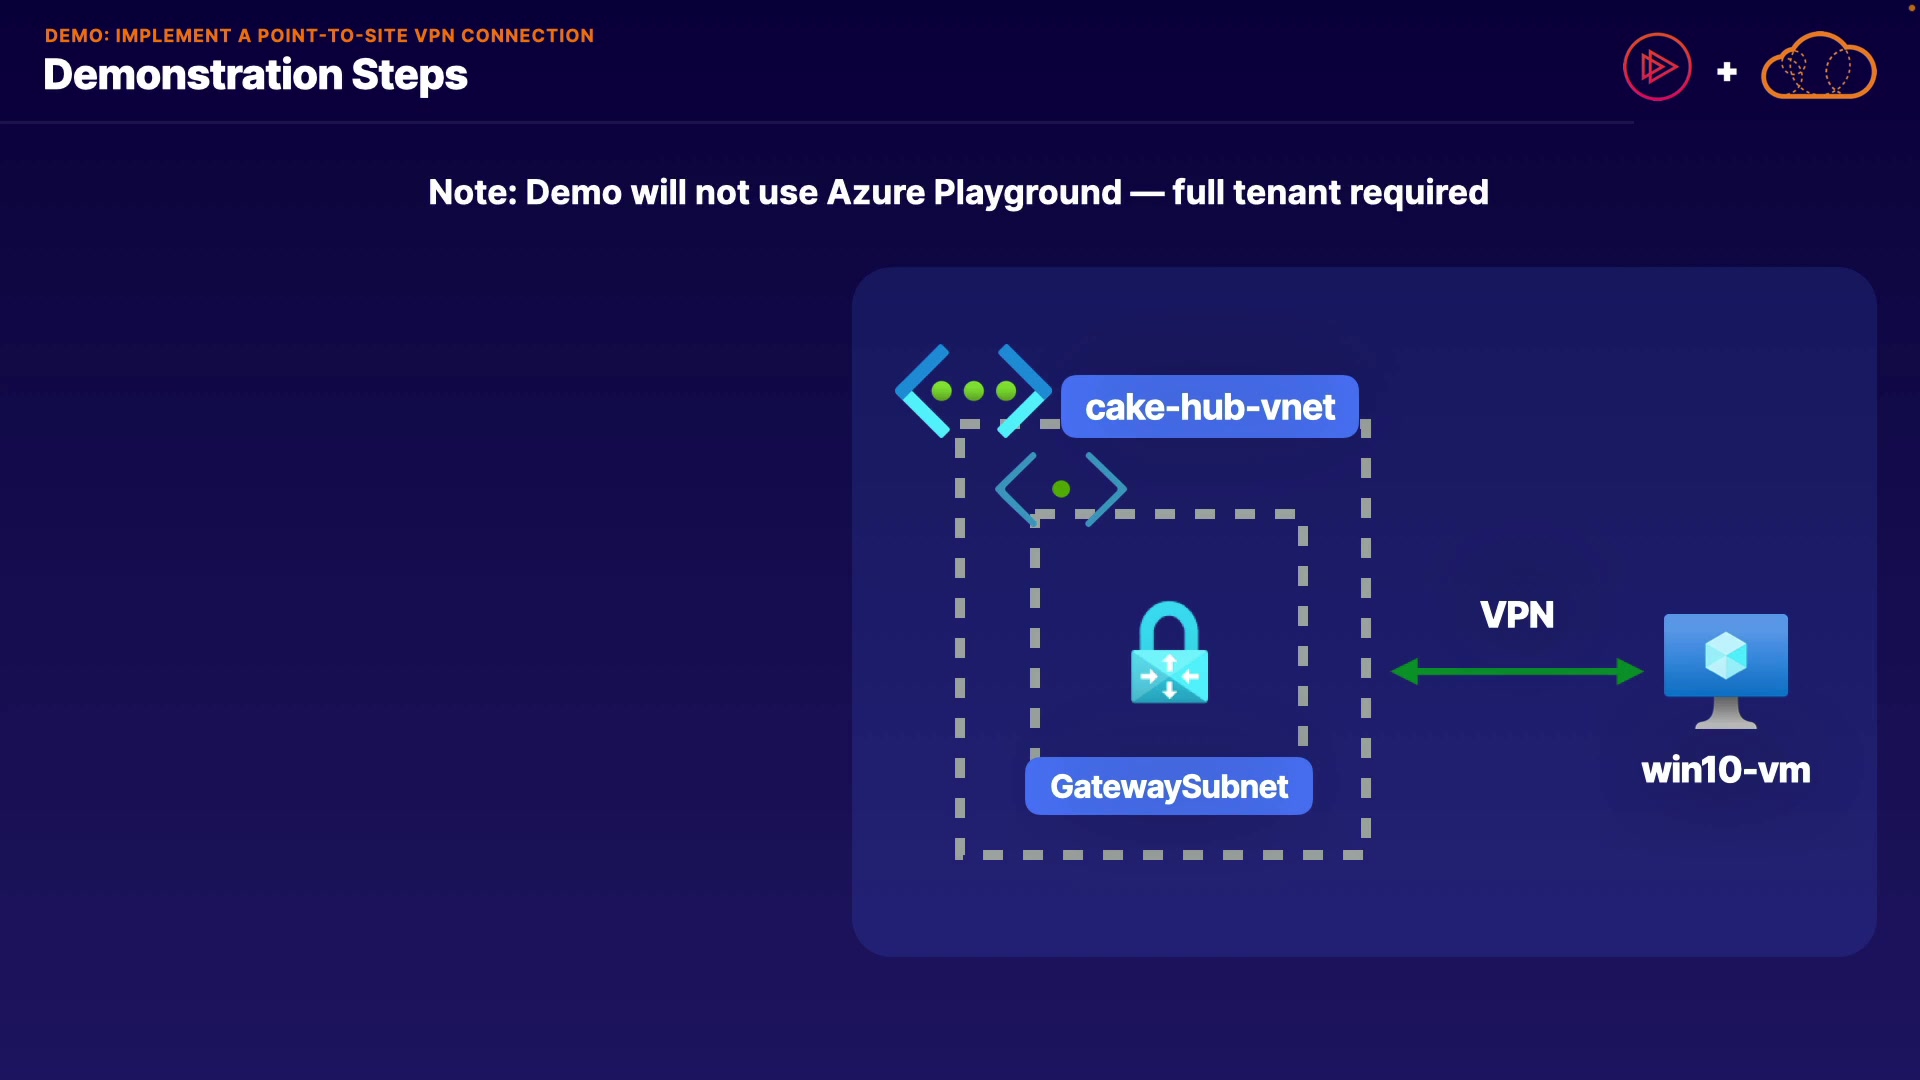 DEMO: IMPLEMENT A POINT-TO-SITE VPN CONNECTION
Demonstration Steps
Note: Demo will not use Azure Playground — full tenant required
cake-hub-vnet
VPN
win10-vm
GatewaySubnet